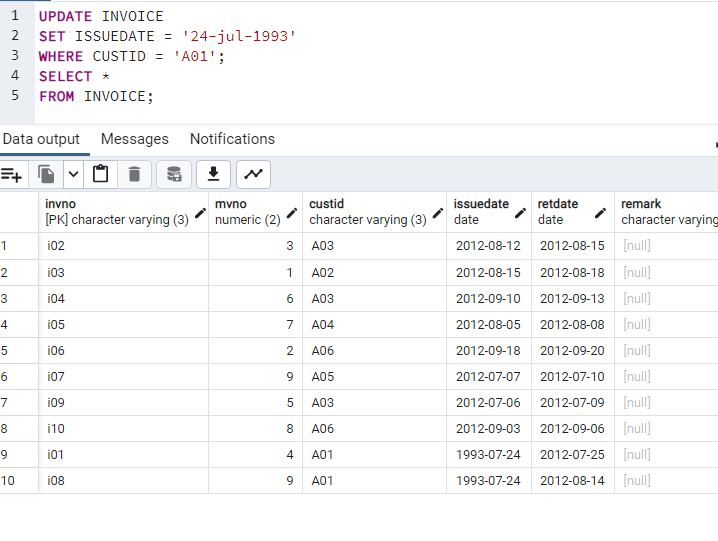 1 UPDATE INVOICE
2 SET ISSUEDATE = '24-jul-1993'
3 WHERE CUSTID = 'A01';
4 SELECT *
5 FROM INVOICE;
Data output Messages Notifications
invno mvno custid issuedate retdate remark
[PK] character varying (3) numeric (2) character varying (3) date date character varying
1 i02 3 A03 2012-08-12 2012-08-15 [null]
2 i03 1 A02 2012-08-15 2012-08-18 [null]
3 i04 6 A03 2012-09-10 2012-09-13 [null]
4 i05 7 A04 2012-08-05 2012-08-08 [null]
5 i06 2 A06 2012-09-18 2012-09-20 [null]
6 i07 9 A05 2012-07-07 2012-07-10 [null]
7 i09 5 A03 2012-07-06 2012-07-09 [null]
8 i10 8 A06 2012-09-03 2012-09-06 [null]
9 i01 4 A01 1993-07-24 2012-07-25 [null]
10 i08 9 A01 1993-07-24 2012-08-14 [null]